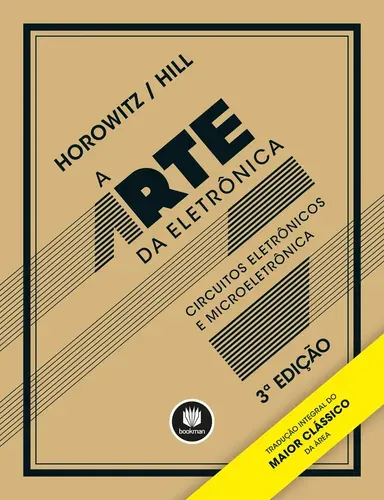 HOROWITZ / HILL
A
ARTE
DA ELETRÔNICA
CIRCUITOS ELETRÔNICOS
E MICROELETRÔNICA
3ª EDIÇÃO
bookman
TRADUÇÃO INTEGRAL DO
MAIOR CLÁSSICO
DA ÁREA